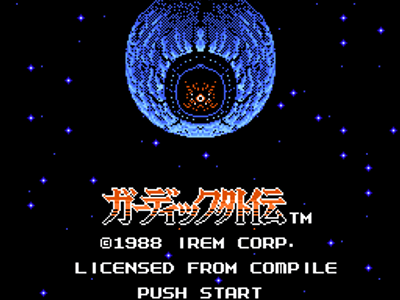 ガーディック外伝™
©1988 IREM CORP.
LICENSED FROM COMPILE
PUSH START